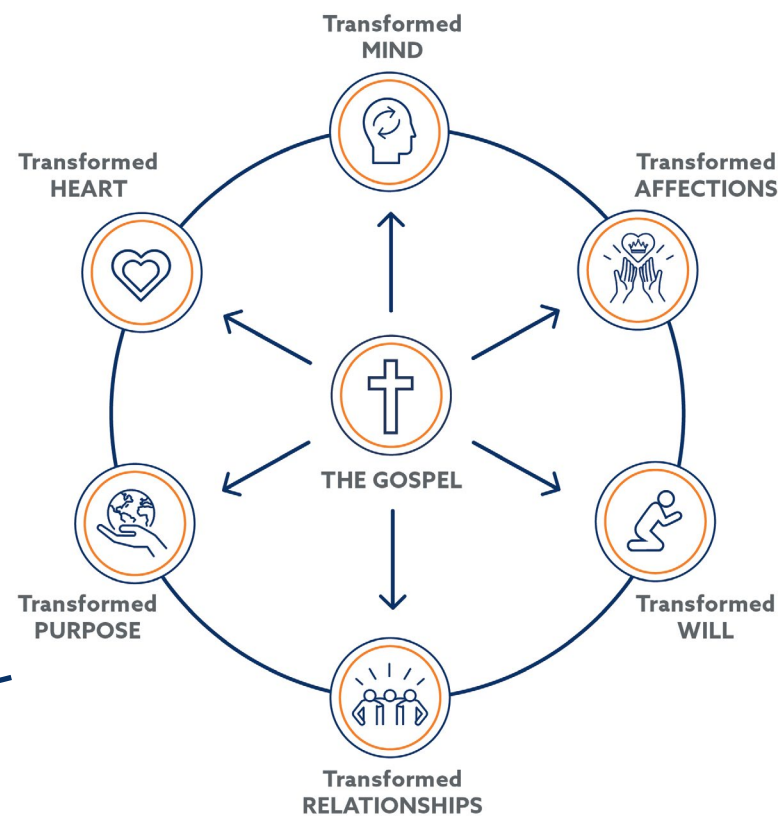 Transformed
MIND
Transformed
HEART
Transformed
AFFECTIONS
THE GOSPEL
Transformed
PURPOSE
Transformed
WILL
Transformed
RELATIONSHIPS